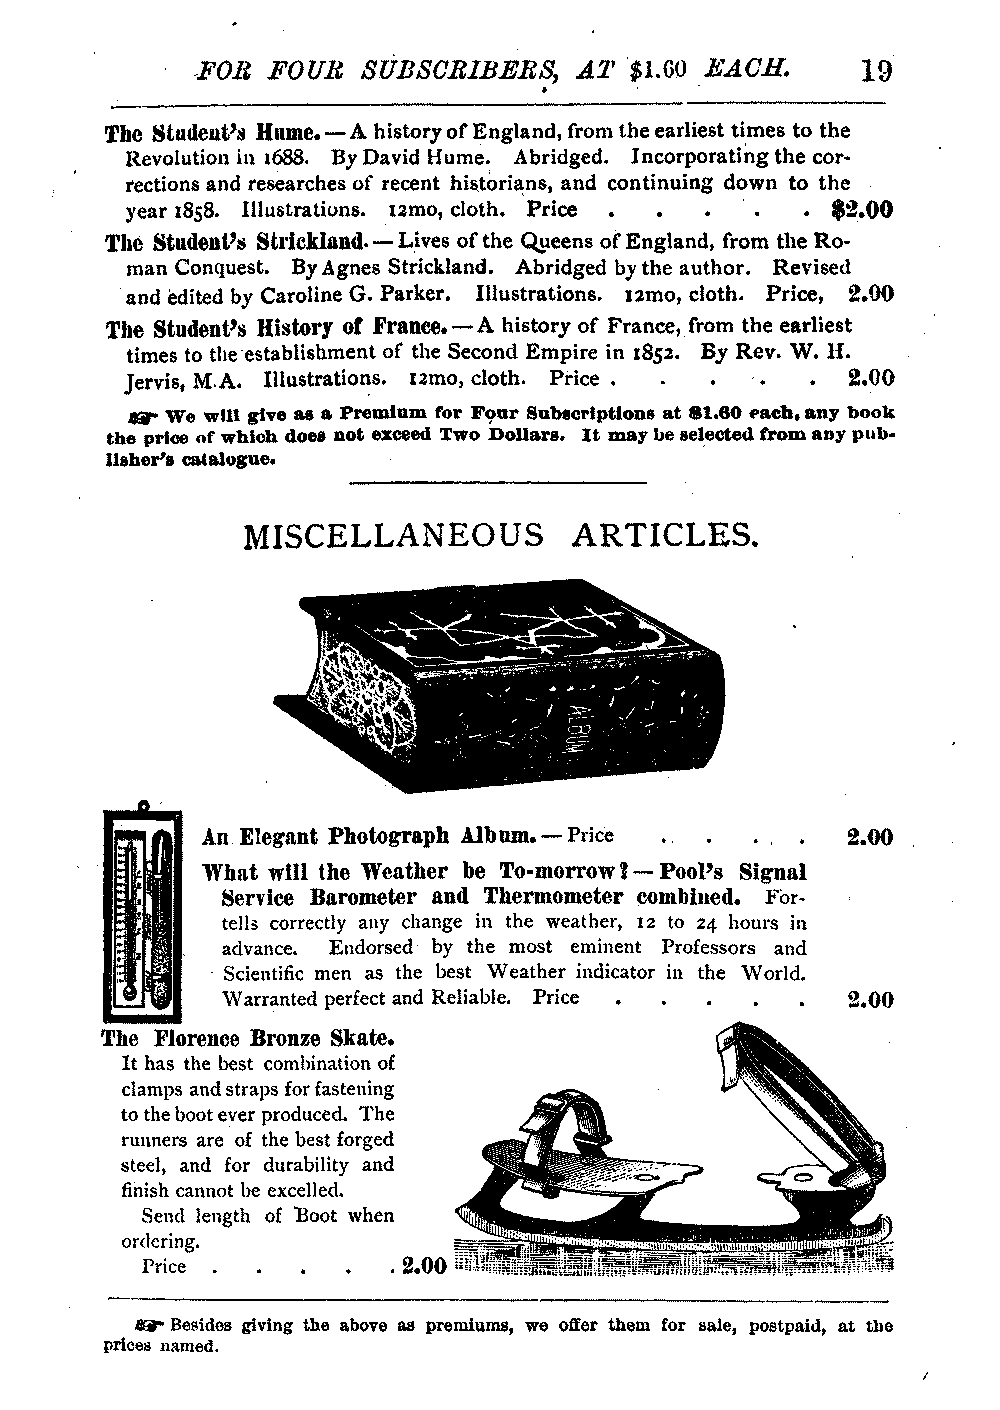 FOR FOUR SUBSCRIBERS, AT $1.60 EACH. 19
The Student's Hume. — A history of England, from the earliest times to the
Revolution in 1688. By David Hume. Abridged. Incorporating the cor-
rections and researches of recent historians, and continuing down to the
year 1858. Illustrations. 12mo, cloth. Price . . . . . $2.00
The Student's Strickland. — Lives of the Queens of England, from the Ro-
man Conquest. By Agnes Strickland. Abridged by the author. Revised
and edited by Caroline G. Parker. Illustrations. 12mo, cloth. Price, 2.00
The Student's History of France. — A history of France, from the earliest
times to the establishment of the Second Empire in 1852. By Rev. W. H.
Jervis, M.A. Illustrations. 12mo, cloth. Price . . . . . 2.00
☞ We will give as a Premium for Four Subscriptions at $1.60 each, any book
the price of which does not exceed Two Dollars. It may be selected from any pub-
lisher's catalogue.
MISCELLANEOUS ARTICLES.
ALBUM
An Elegant Photograph Album. — Price . . . . . 2.00
What will the Weather be To-morrow? — Pool's Signal
Service Barometer and Thermometer combined. For-
tells correctly any change in the weather, 12 to 24 hours in
advance. Endorsed by the most eminent Professors and
Scientific men as the best Weather indicator in the World.
Warranted perfect and Reliable. Price . . . . . 2.00
The Florence Bronze Skate.
It has the best combination of
clamps and straps for fastening
to the boot ever produced. The
runners are of the best forged
steel, and for durability and
finish cannot be excelled.
Send length of Boot when
ordering.
Price . . . . . 2.00
☞ Besides giving the above as premiums, we offer them for sale, postpaid, at the
prices named.